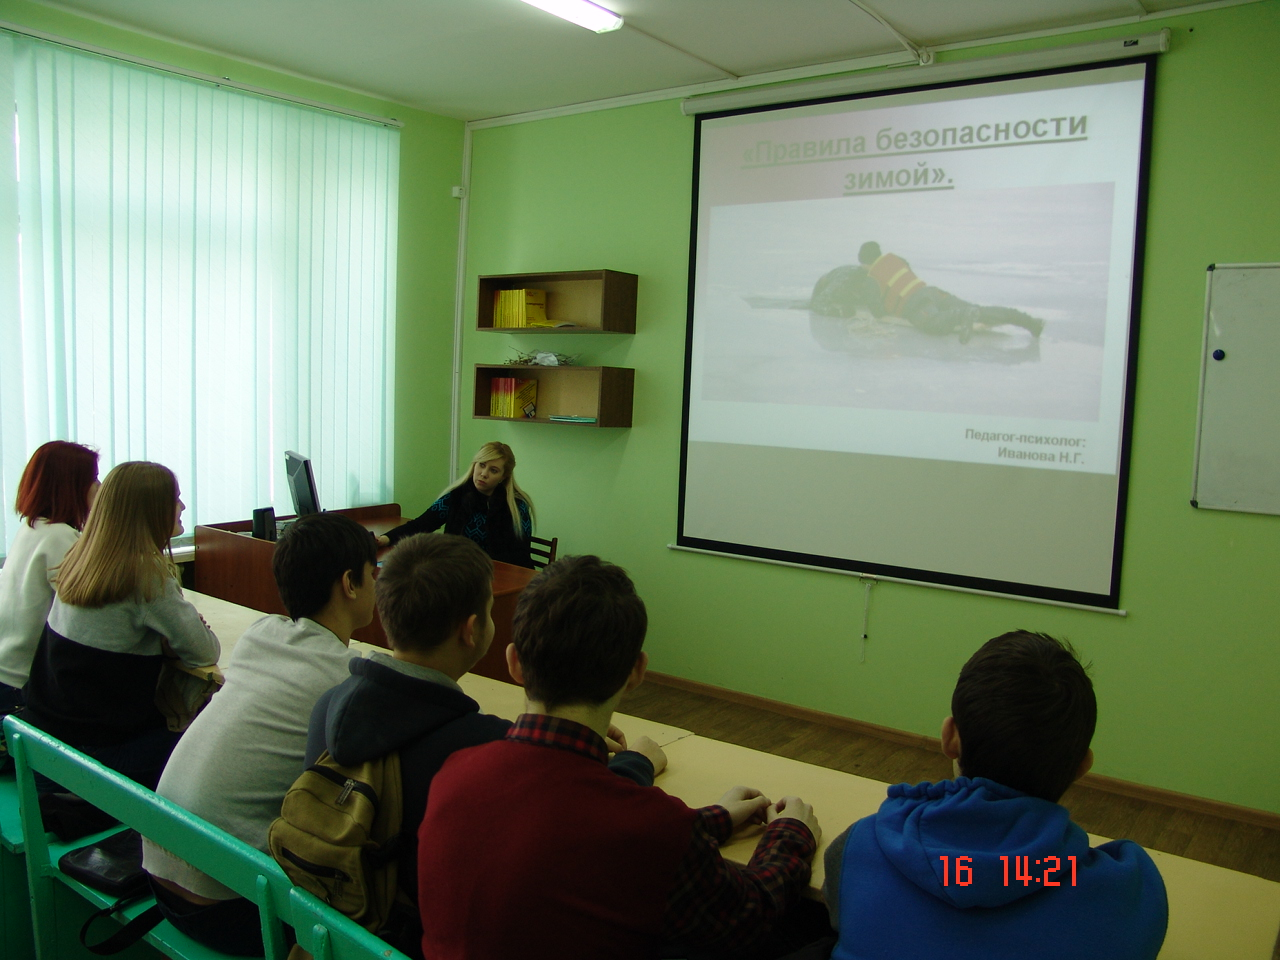 «Правила безопасности
зимой».
Педагог-психолог:
Иванова Н.Г.
16 14:21